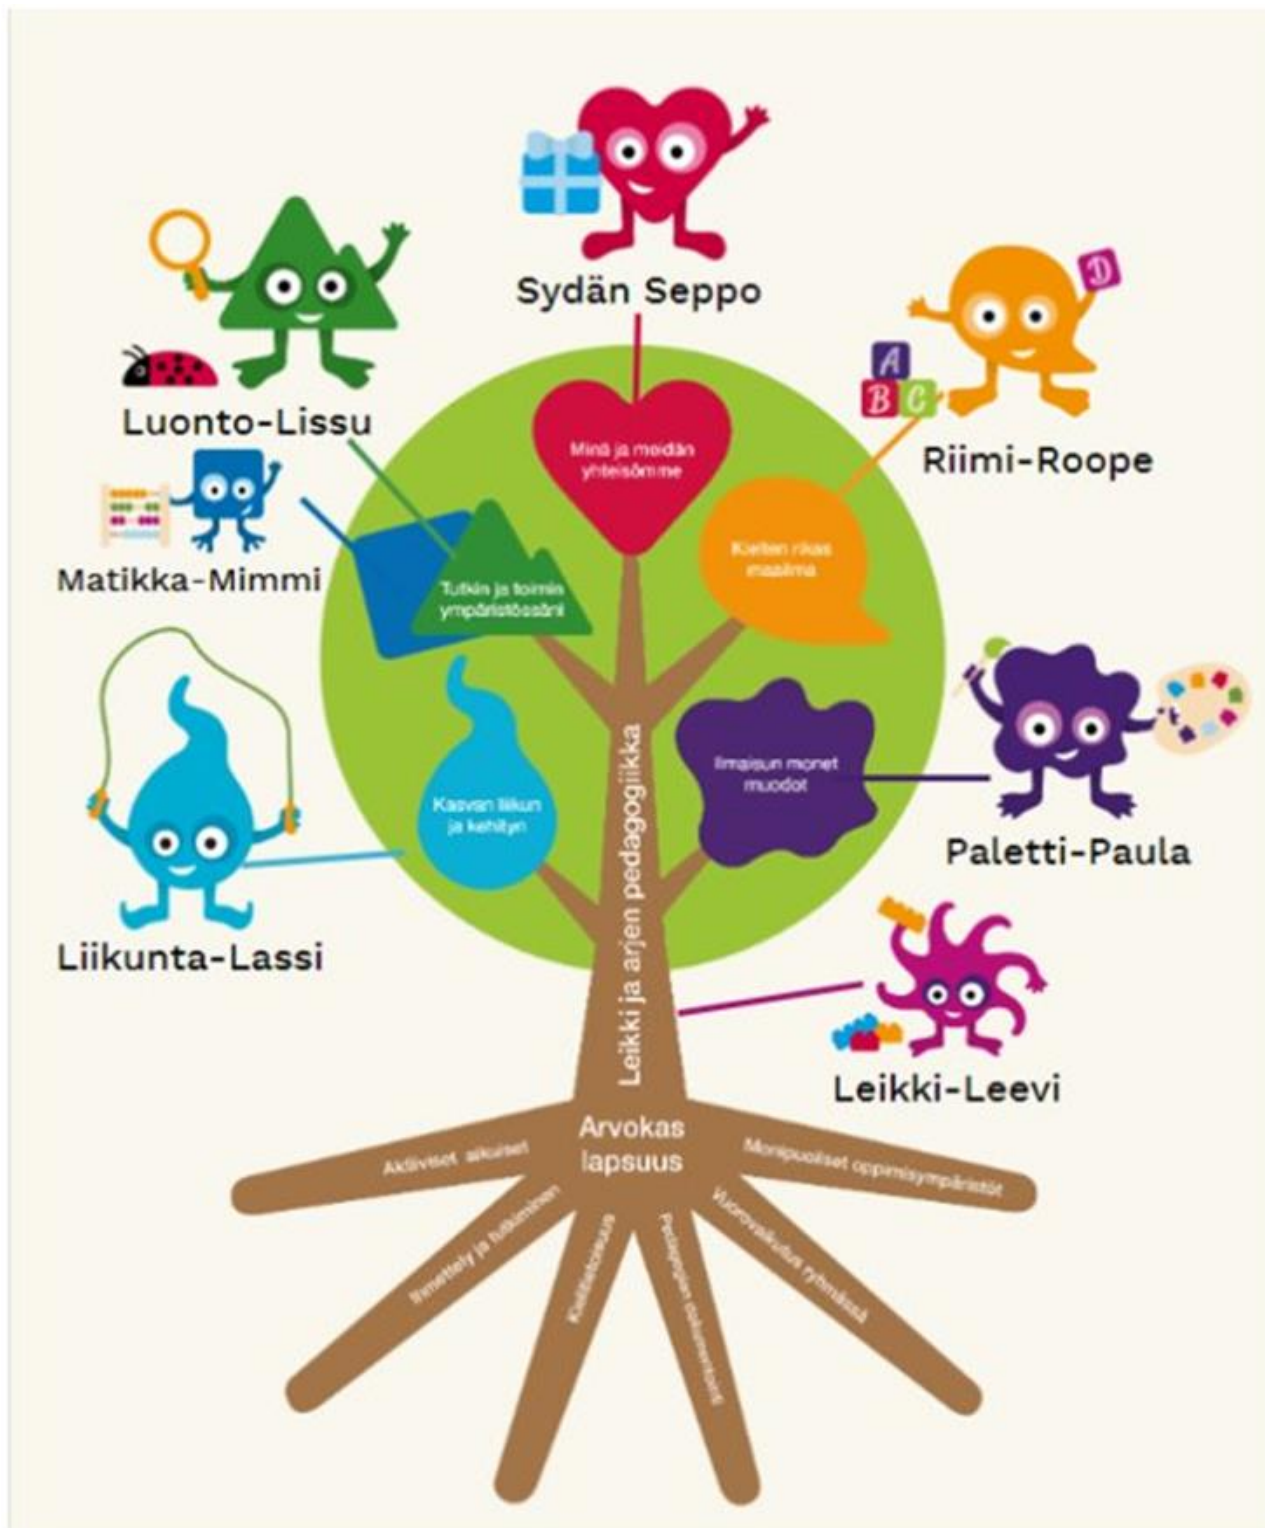 Sydän Seppo
D
A
B C
Luonto-Lissu
Riimi-Roope
Minä ja meidän
yhteisömme
Kielten rikas
maailma
Matikka-Mimmi
Tutkin ja toimin
ympäristössäni
Ilmaisun monet
muodot
Kasvan liikun
ja kehityn
Paletti-Paula
Liikunta-Lassi
Leikki ja arjen pedagogiikka
Leikki-Leevi
Arvokas
lapsuus
Aktiiviset aikuiset
Ihmettely ja tutkiminen
Kielitietoisuus
Pedagoginen dokumentointi
Vuorovaikutus ryhmässä
Monipuoliset oppimisympäristöt